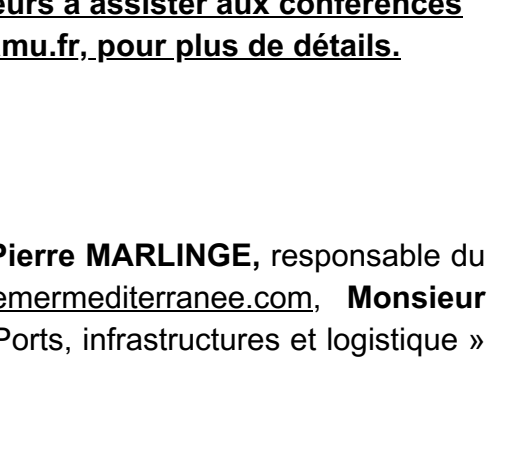 eurs à assister aux conférences
mu.fr, pour plus de détails.
Pierre MARLINGE, responsable du
emermediterranee.com, Monsieur
Ports, infrastructures et logistique »